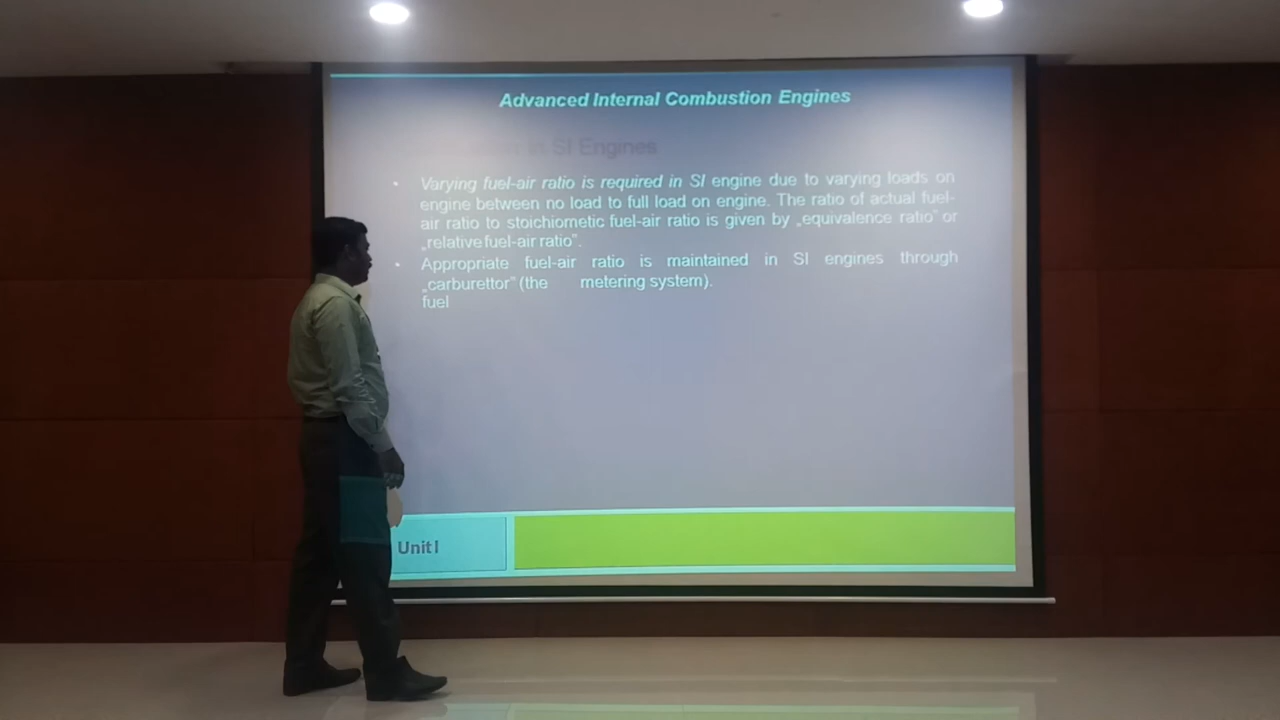 Advanced Internal Combustion Engines
in SI Engines
• Varying fuel-air ratio is required in SI engine due to varying loads on
engine between no load to full load on engine. The ratio of actual fuel-
air ratio to stoichiometic fuel-air ratio is given by „equivalence ratio‟ or
„relative fuel-air ratio‟.
• Appropriate fuel-air ratio is maintained in SI engines through
„carburettor‟ (the metering system).
fuel
Unit I